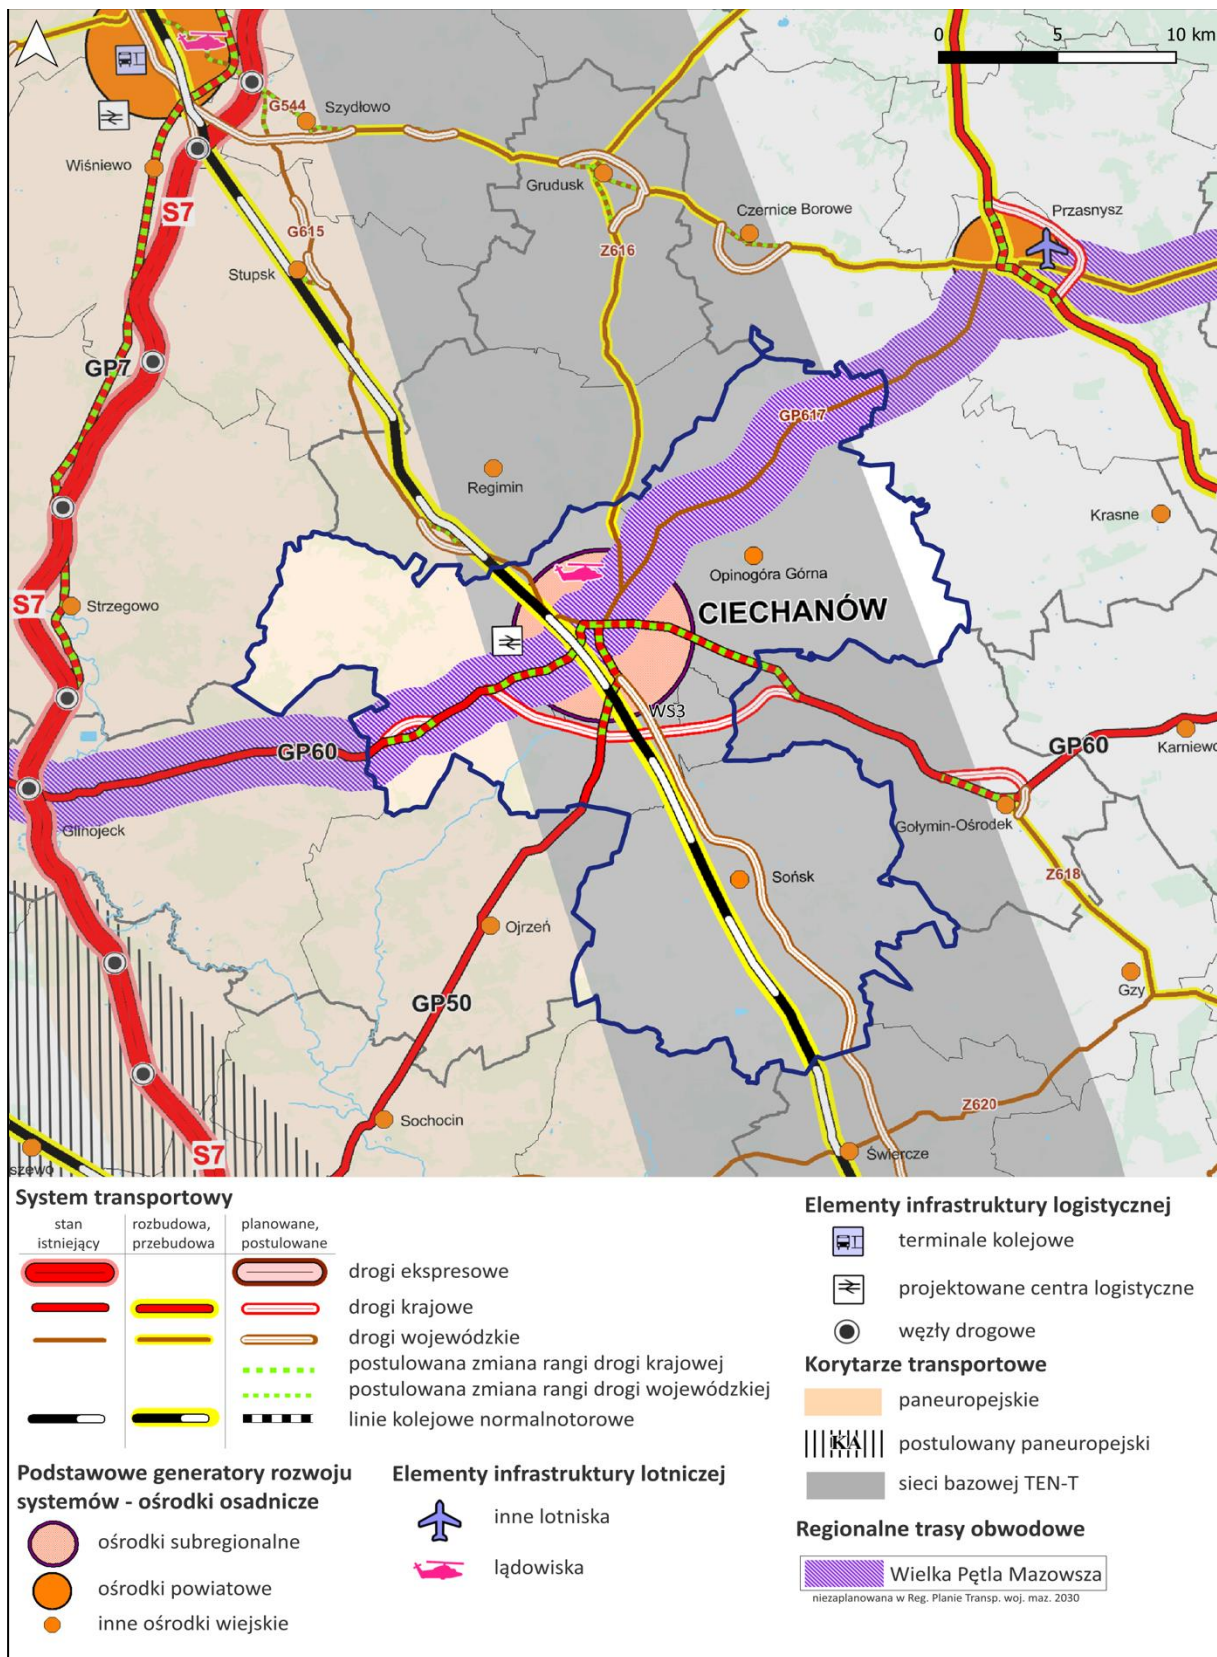 0 5 10 km
G544
Szydłowo
Wiśniewo
S7
Grudusk
Czernice Borowe
Przasnysz
G615
Z616
Stupsk
GP7
GP617
Regimin
Krasne
Opinogóra Górna
S7
Strzegowo
CIECHANÓW
WS3
GP60
GP60
Karniewo
Glinojeck
Gołymin-Ośrodek
Z618
Sońsk
Ojrzeń
Gzy
GP50
Z620
Sochocin
S7
szewo
Świercze
System transportowy
stan istniejący
rozbudowa, przebudowa
planowane, postulowane
drogi ekspresowe
drogi krajowe
drogi wojewódzkie
postulowana zmiana rangi drogi krajowej
postulowana zmiana rangi drogi wojewódzkiej
linie kolejowe normalnotorowe
Podstawowe generatory rozwoju
systemów - ośrodki osadnicze
ośrodki subregionalne
ośrodki powiatowe
inne ośrodki wiejskie
Elementy infrastruktury lotniczej
inne lotniska
lądowiska
Elementy infrastruktury logistycznej
terminale kolejowe
projektowane centra logistyczne
węzły drogowe
Korytarze transportowe
paneuropejskie
KA postulowany paneuropejski
sieci bazowej TEN-T
Regionalne trasy obwodowe
Wielka Pętla Mazowsza
niezaplanowana w Reg. Planie Transp. woj. maz. 2030